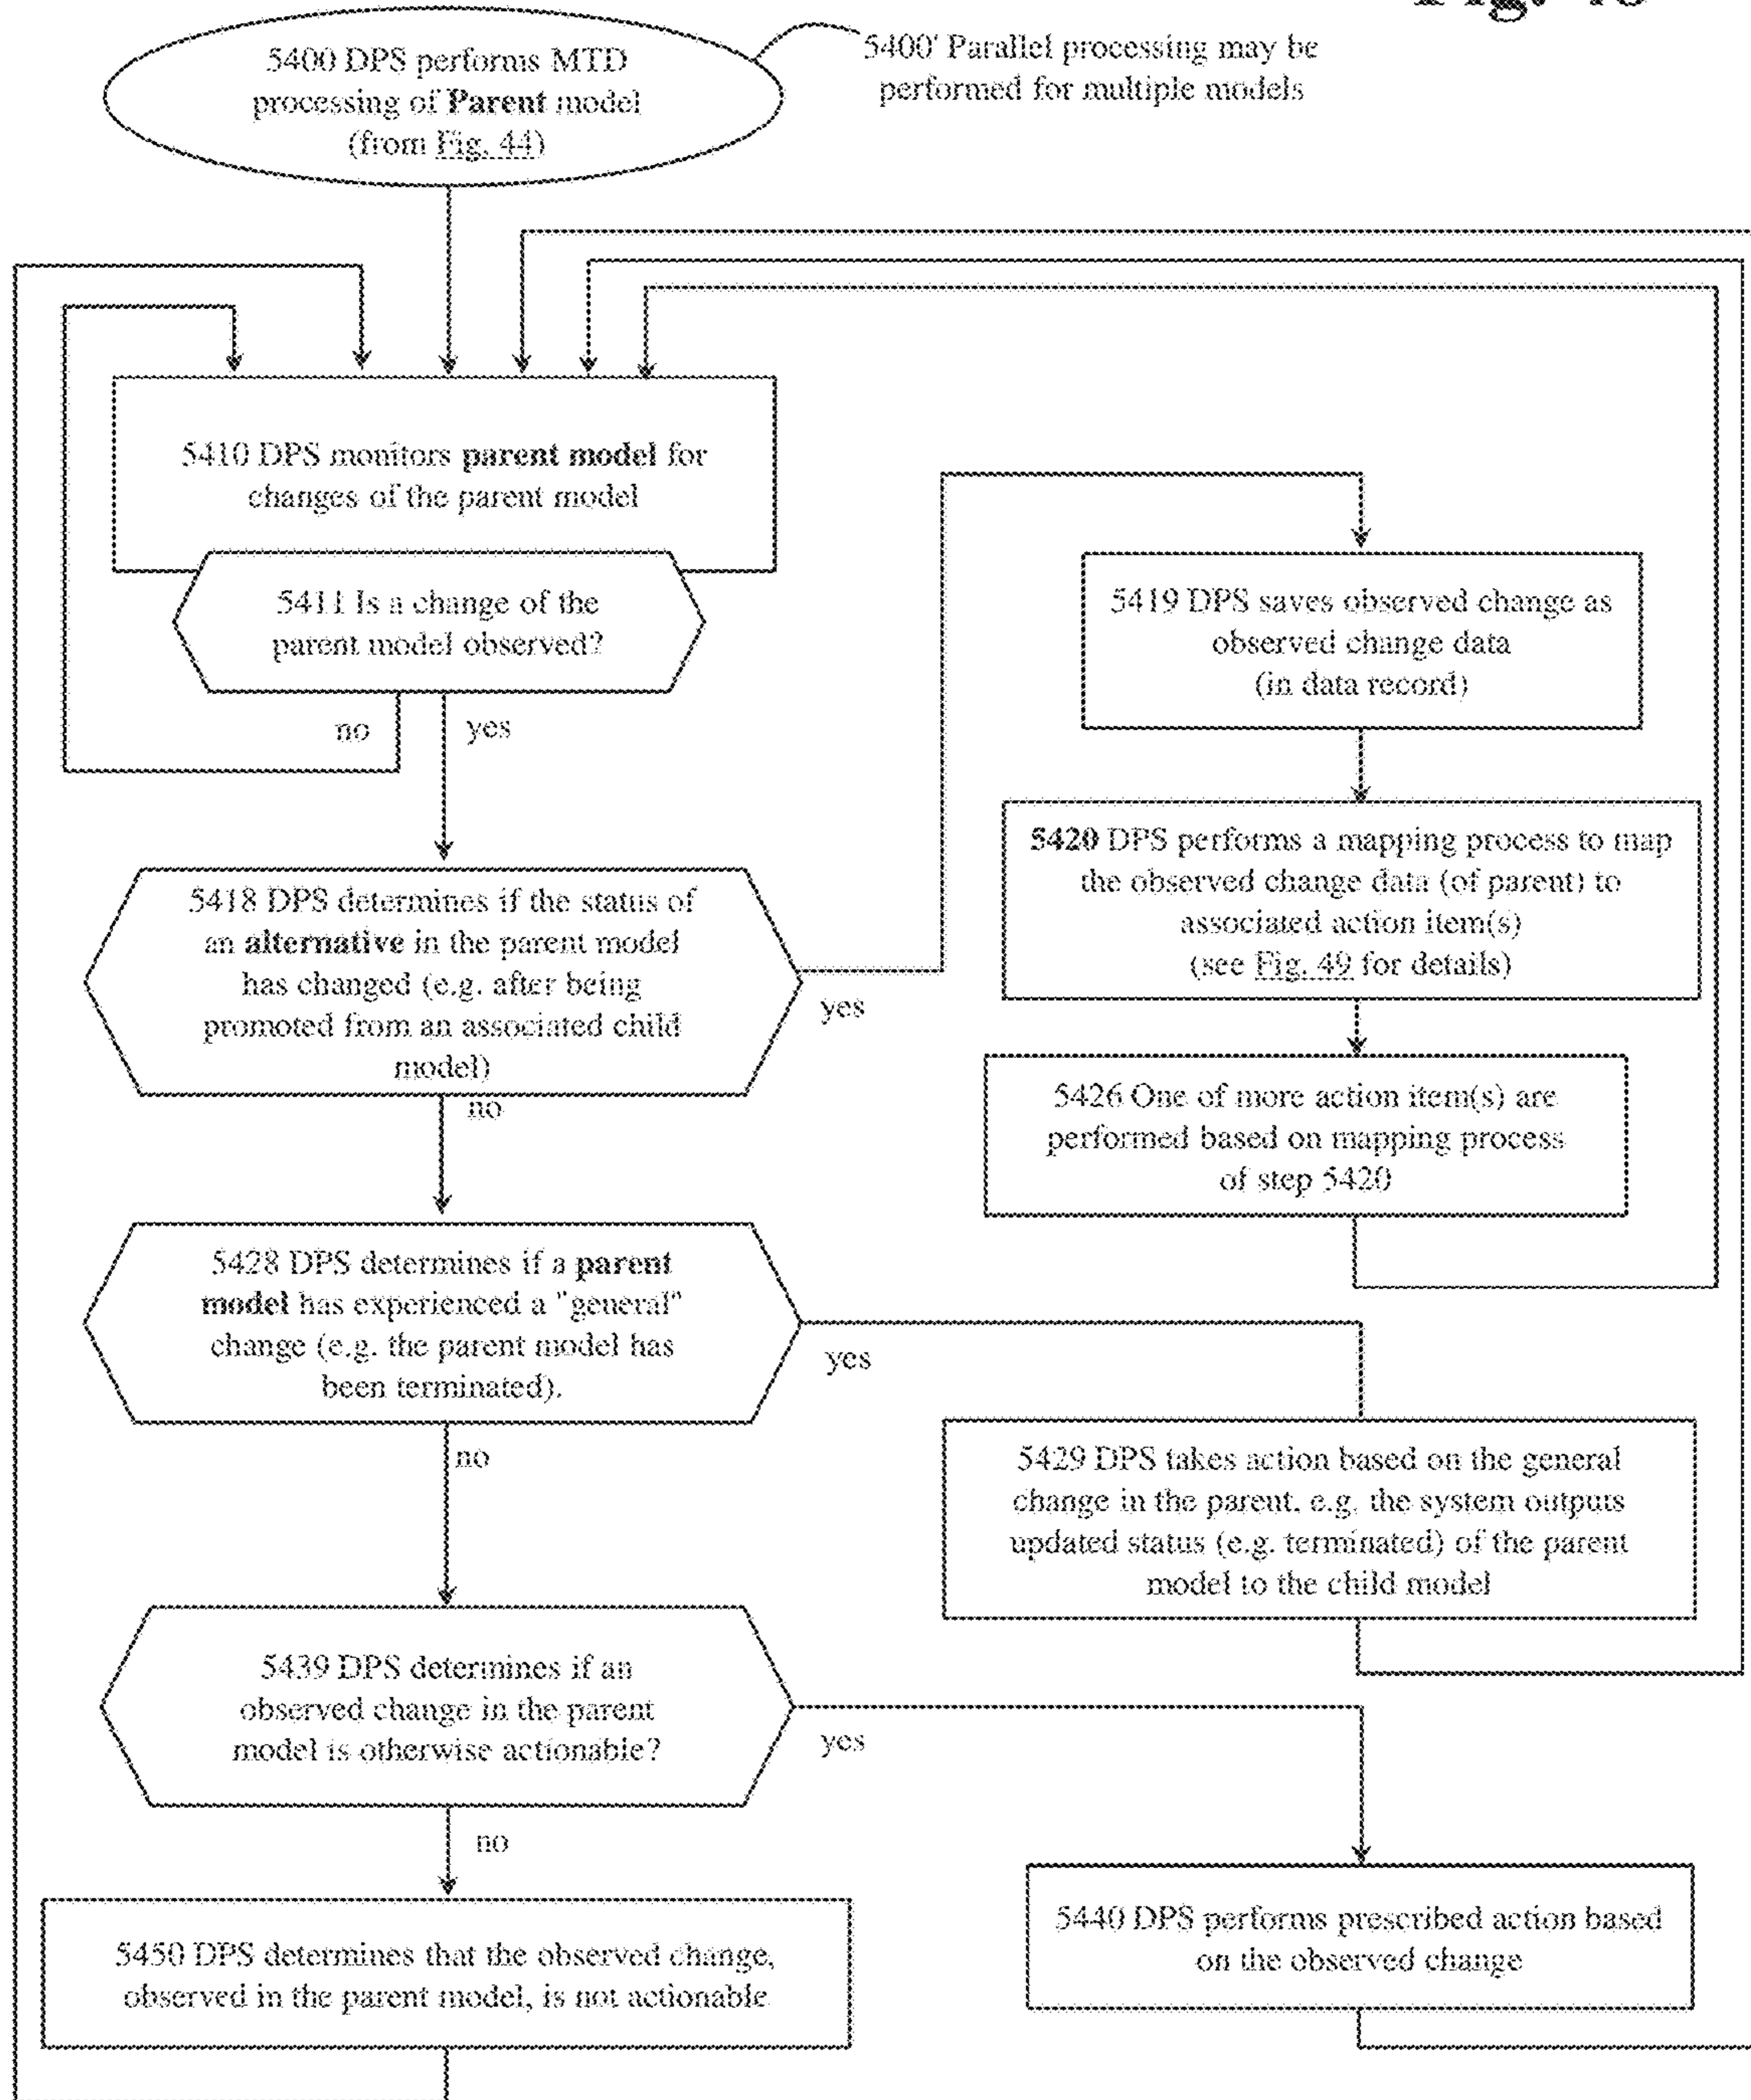 5400 DPS performs MTD
processing of Parent model
(from Fig. 44)
5400' Parallel processing may be
performed for multiple models
5410 DPS monitors parent model for
changes of the parent model
5411 Is a change of the
parent model observed?
no
yes
5419 DPS saves observed change as
observed change data
(in data record)
5420 DPS performs a mapping process to map
the observed change data (of parent) to
associated action item(s)
(see Fig. 49 for details)
5418 DPS determines if the status of
an alternative in the parent model
has changed (e.g. after being
promoted from an associated child
model)
yes
no
5426 One of more action item(s) are
performed based on mapping process
of step 5420
5428 DPS determines if a parent
model has experienced a "general"
change (e.g. the parent model has
been terminated).
yes
no
5429 DPS takes action based on the general
change in the parent, e.g. the system outputs
updated status (e.g. terminated) of the parent
model to the child model
5439 DPS determines if an
observed change in the parent
model is otherwise actionable?
yes
no
5440 DPS performs prescribed action based
on the observed change
5450 DPS determines that the observed change,
observed in the parent model, is not actionable